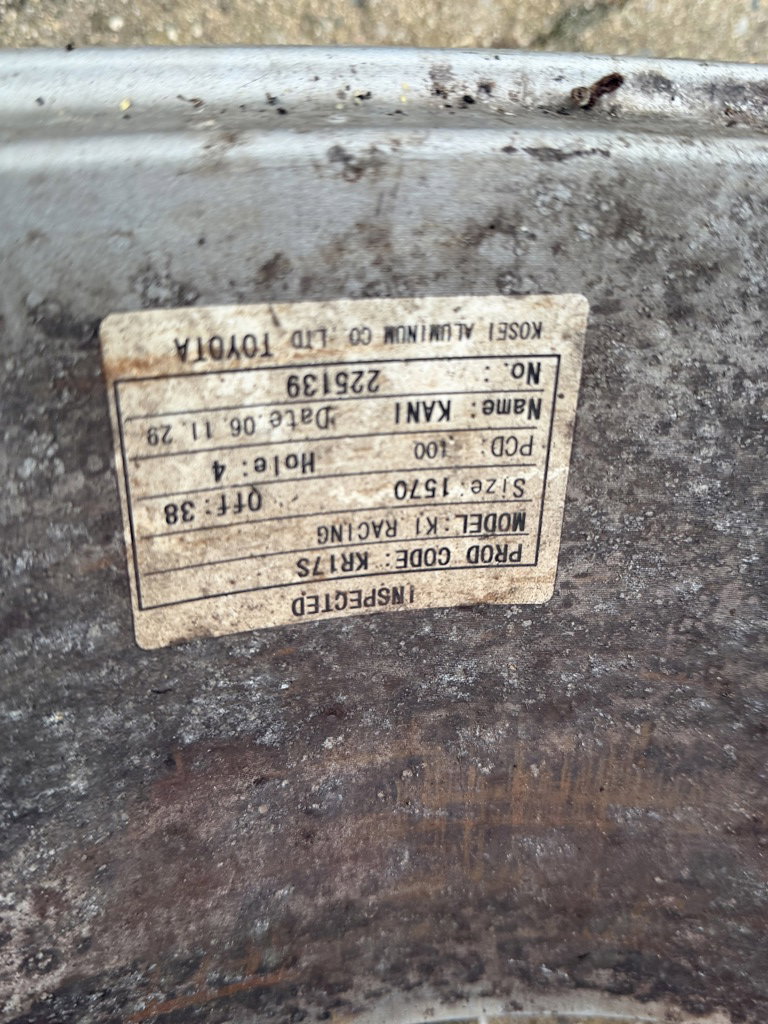 INSPECTED
PROD CODE: KR17S
MODEL: K1 RACING
Size: 1570 Off: 38
PCD: 100 Hole: 4
Name: KANI Date 06. 11. 29
No. : 225139
KOSEI ALUMINUM CO. LTD TOYOTA